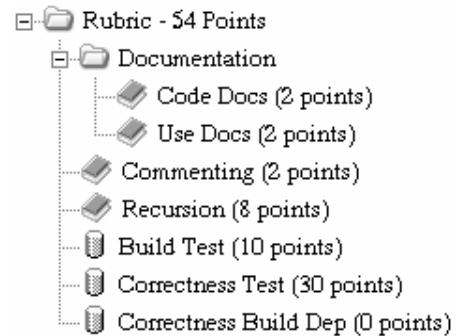 Rubric - 54 Points
Documentation
Code Docs (2 points)
Use Docs (2 points)
Commenting (2 points)
Recursion (8 points)
Build Test (10 points)
Correctness Test (30 points)
Correctness Build Dep (0 points)